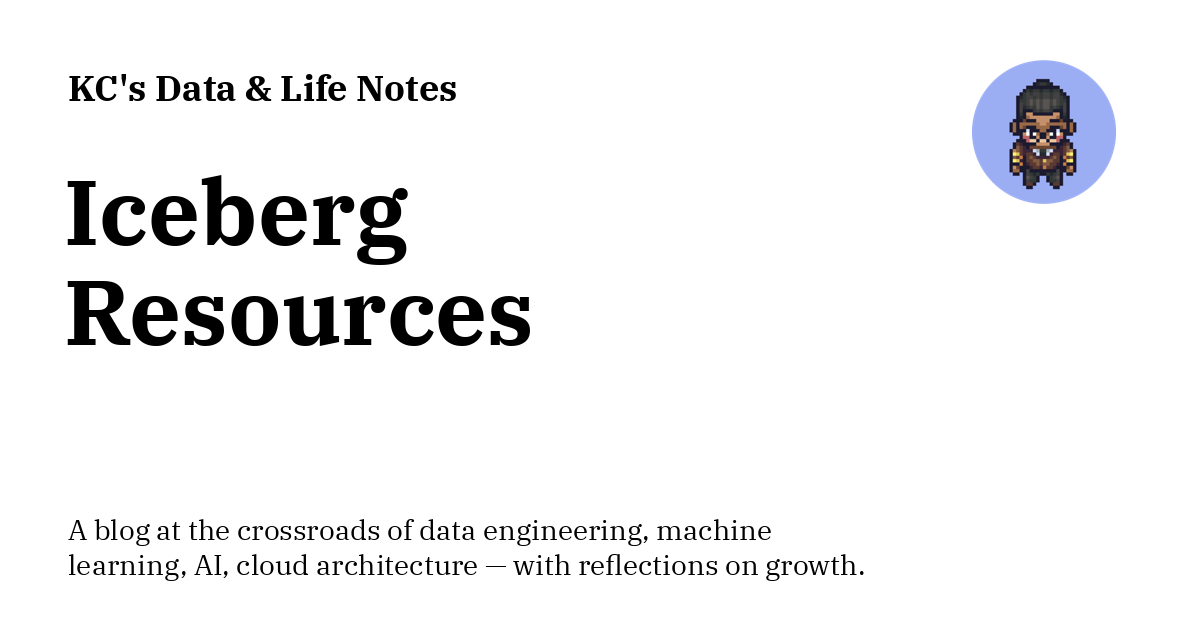 KC's Data & Life Notes
Iceberg
Resources
A blog at the crossroads of data engineering, machine
learning, AI, cloud architecture — with reflections on growth.